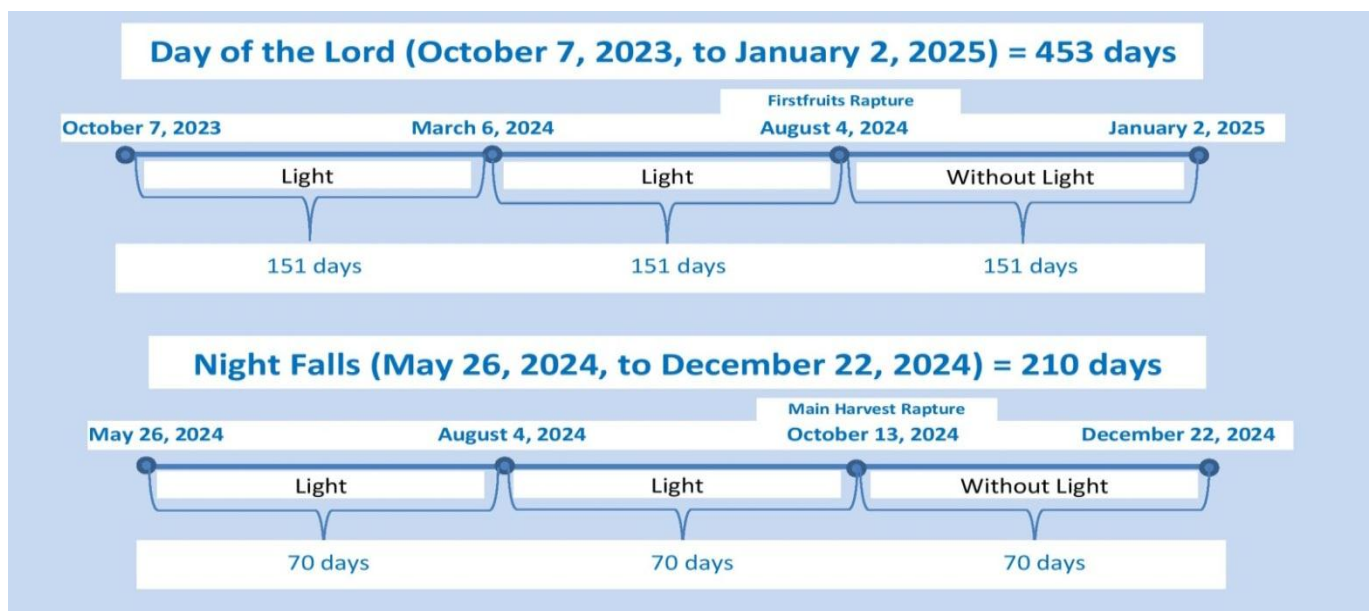 Day of the Lord (October 7, 2023, to January 2, 2025) = 453 days
Firstfruits Rapture
October 7, 2023 March 6, 2024 August 4, 2024 January 2, 2025
Light Light Without Light
151 days 151 days 151 days
Night Falls (May 26, 2024, to December 22, 2024) = 210 days
Main Harvest Rapture
May 26, 2024 August 4, 2024 October 13, 2024 December 22, 2024
Light Light Without Light
70 days 70 days 70 days